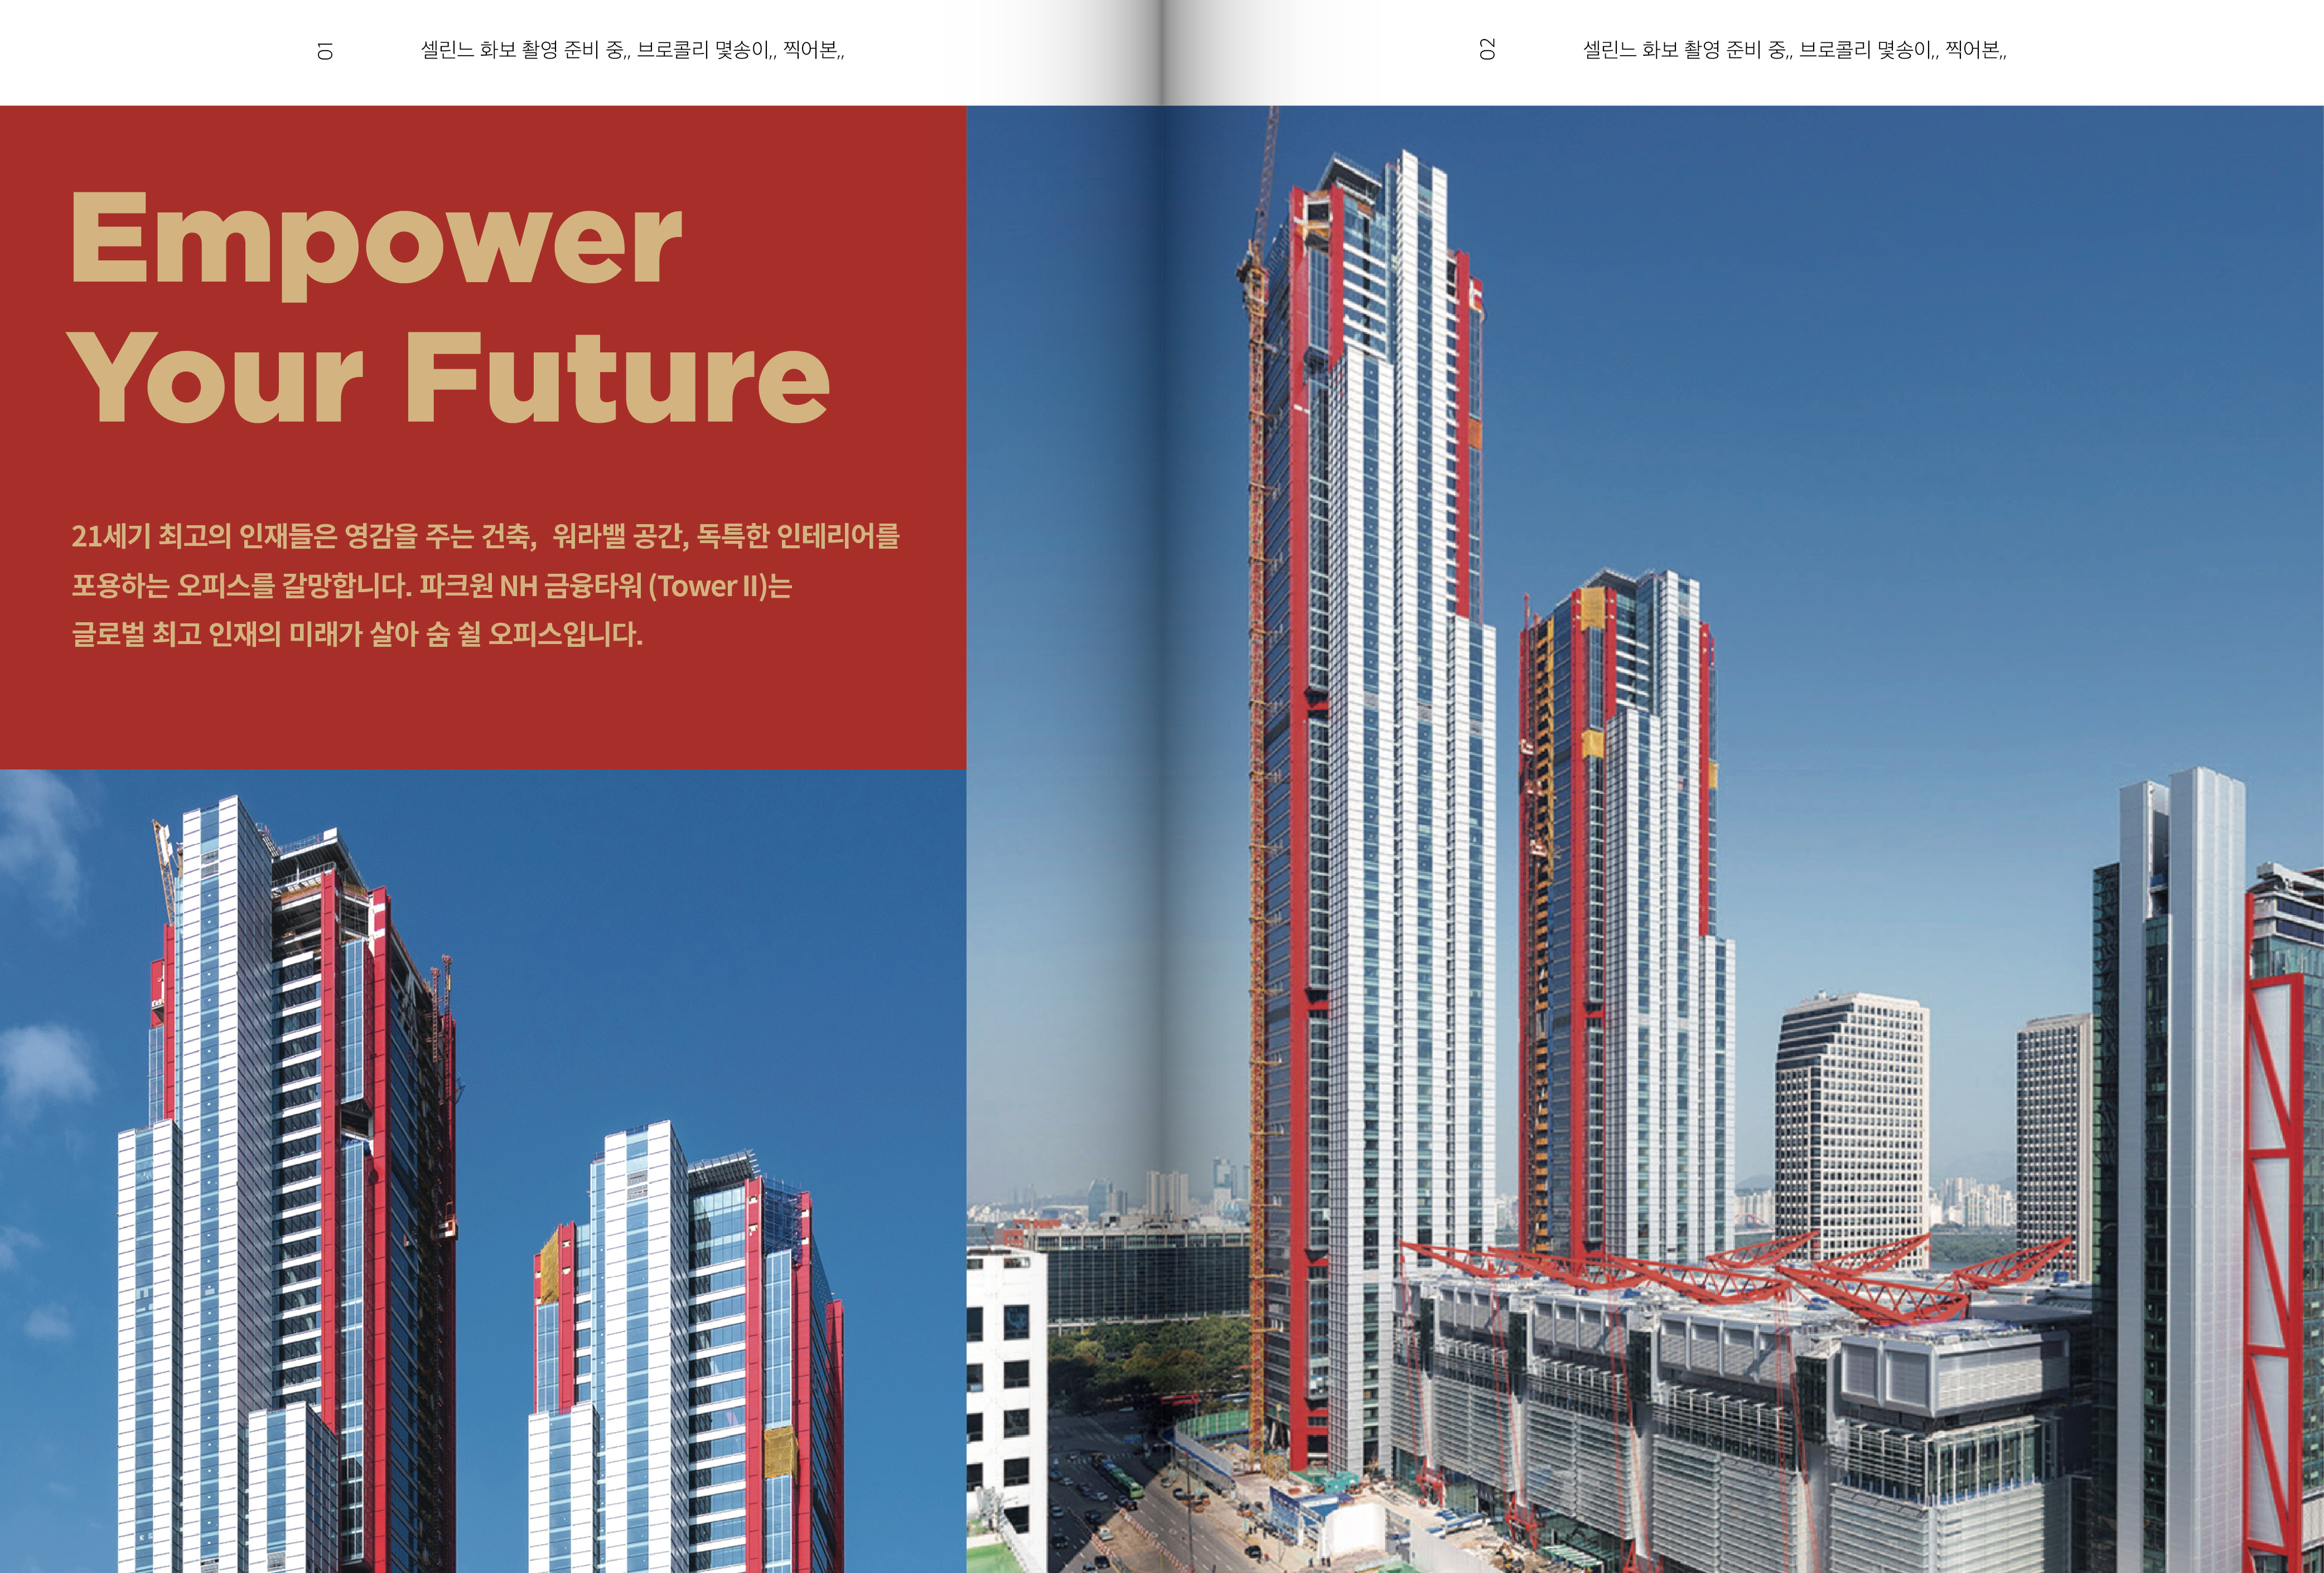 01
셀린느 화보 촬영 준비 중,, 브로콜리 몇송이,, 찍어본,,
02
셀린느 화보 촬영 준비 중,, 브로콜리 몇송이,, 찍어본,,
Empower
Your Future
21세기 최고의 인재들은 영감을 주는 건축, 워라밸 공간, 독특한 인테리어를
포용하는 오피스를 갈망합니다. 파크원 NH 금융타워 (Tower II)는
글로벌 최고 인재의 미래가 살아 숨 쉴 오피스입니다.